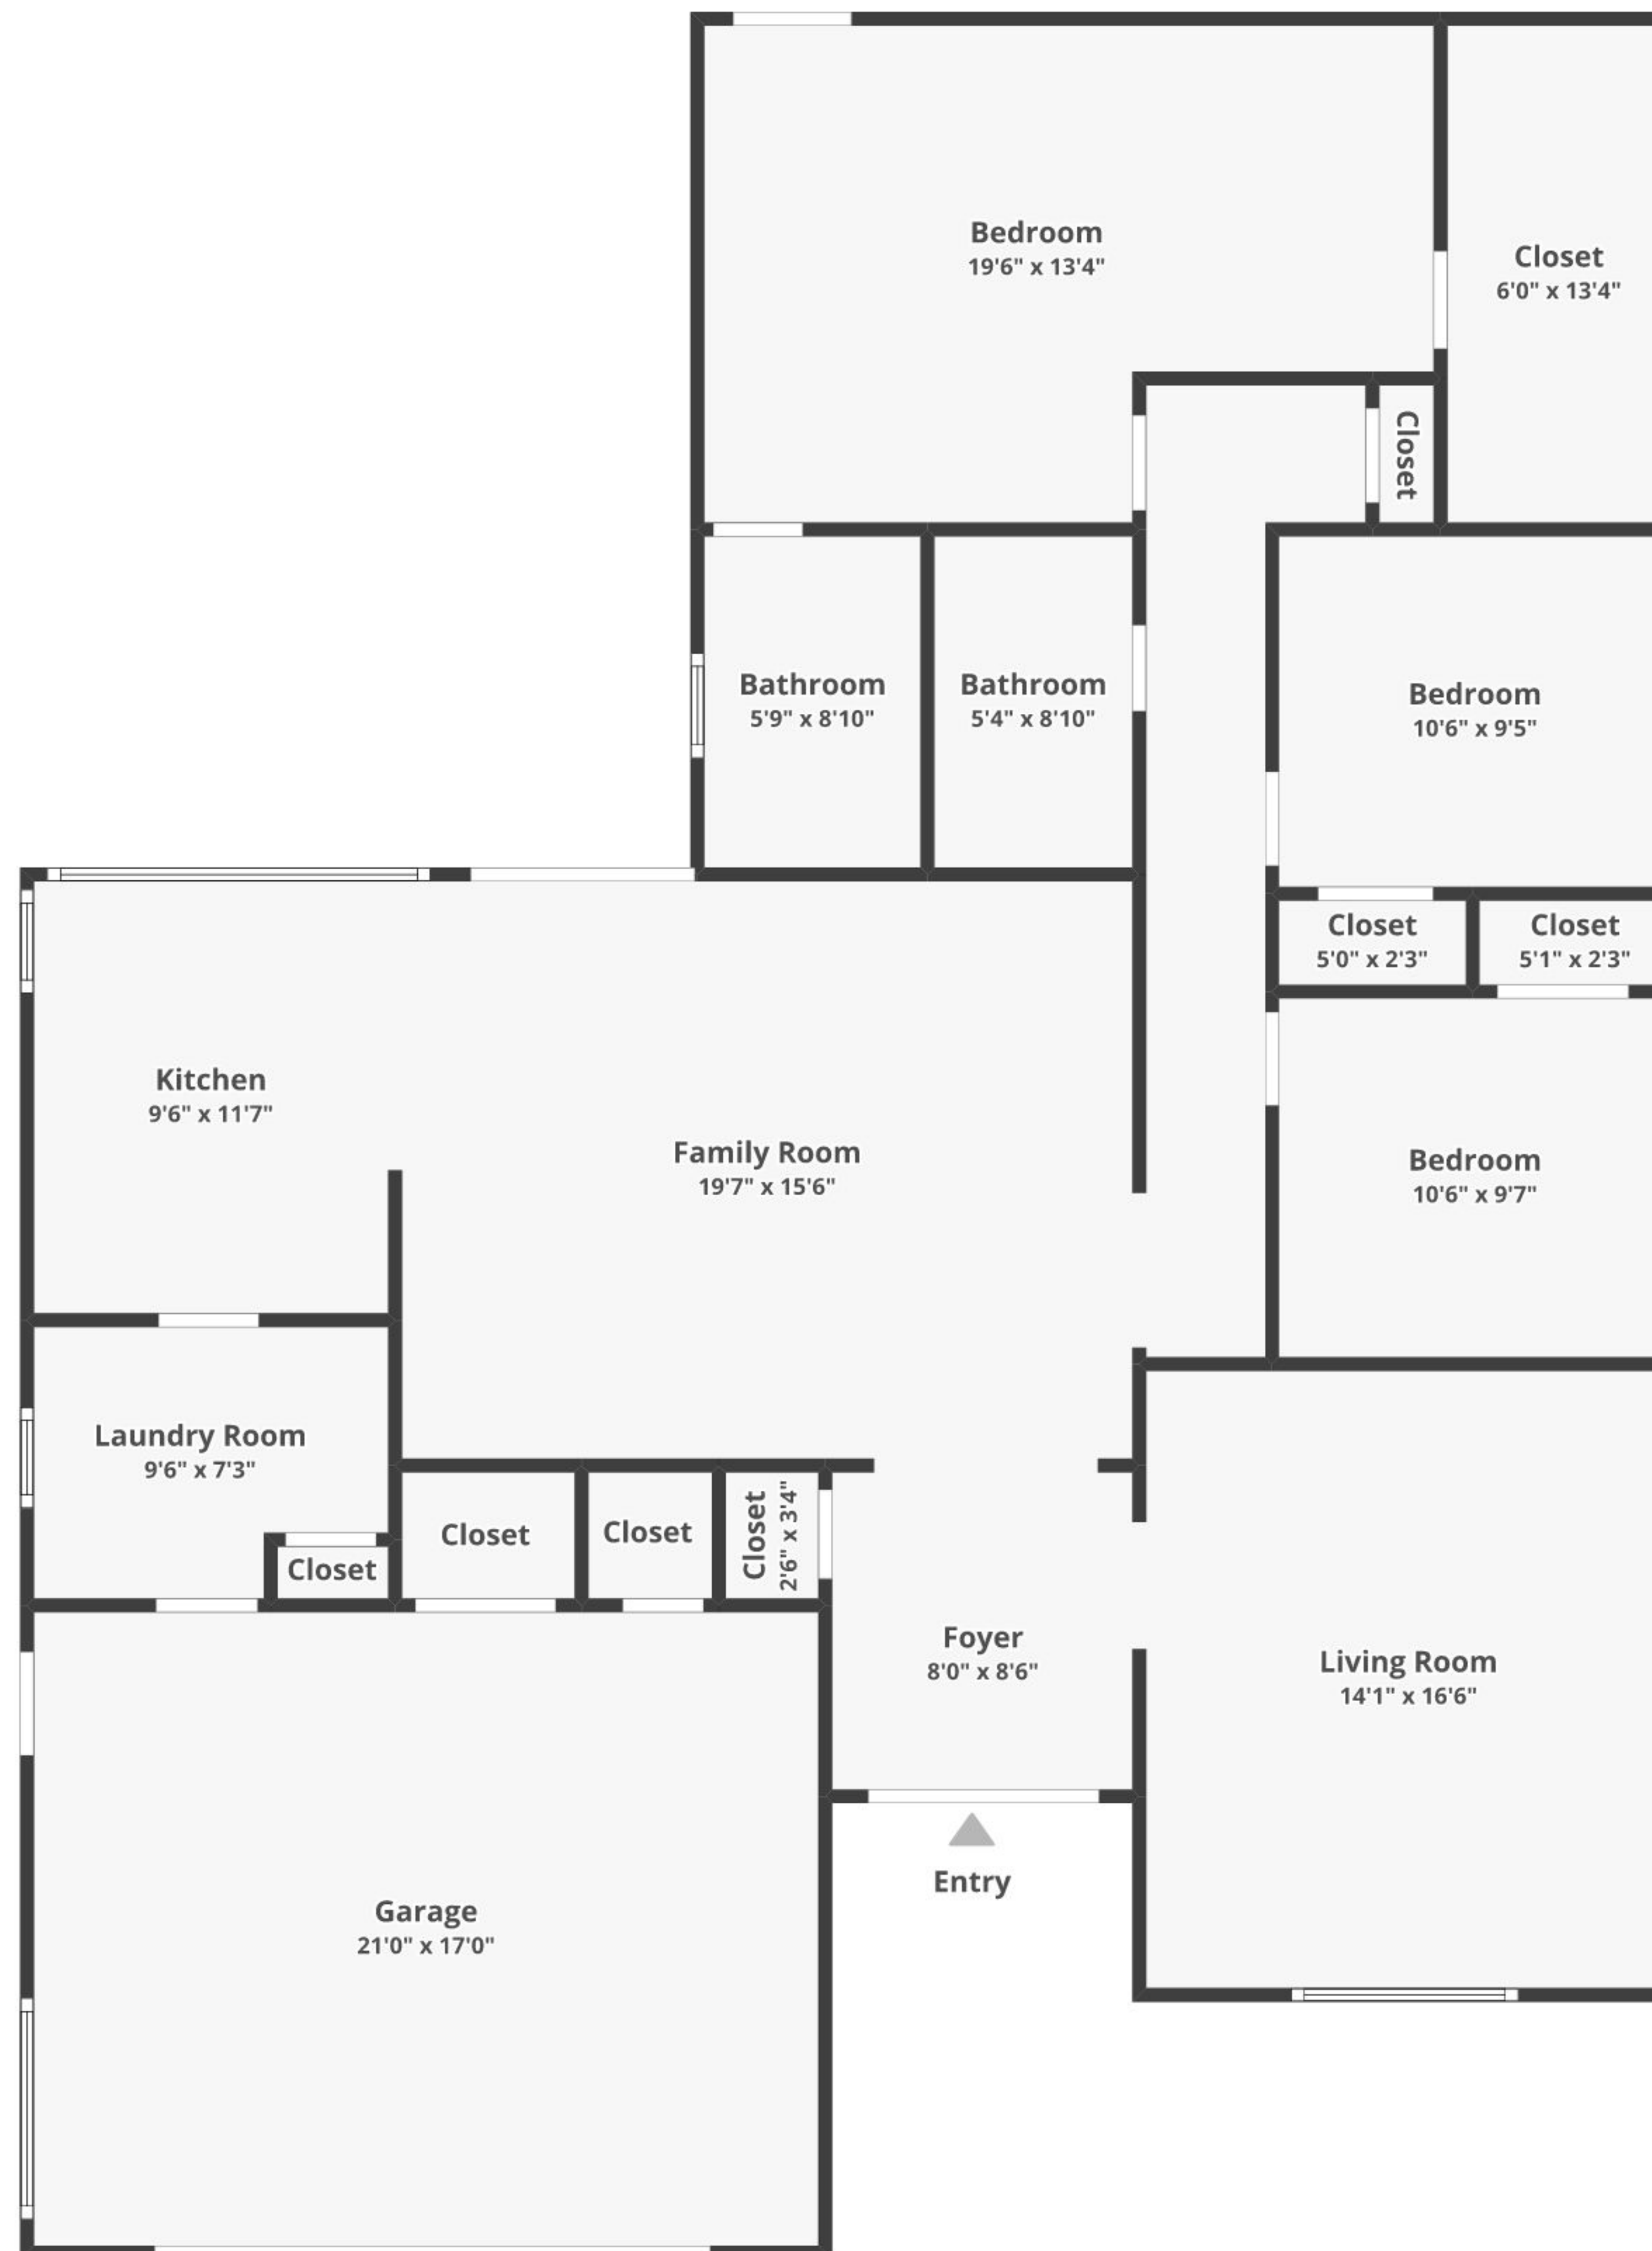 Bedroom
19'6" x 13'4"
Closet
6'0" x 13'4"
Closet
Bathroom
5'9" x 8'10"
Bathroom
5'4" x 8'10"
Bedroom
10'6" x 9'5"
Closet
5'0" x 2'3"
Closet
5'1" x 2'3"
Kitchen
9'6" x 11'7"
Family Room
19'7" x 15'6"
Bedroom
10'6" x 9'7"
Laundry Room
9'6" x 7'3"
Closet
Closet
Closet
Closet
2'6" x 3'4"
Foyer
8'0" x 8'6"
Living Room
14'1" x 16'6"
Entry
Garage
21'0" x 17'0"